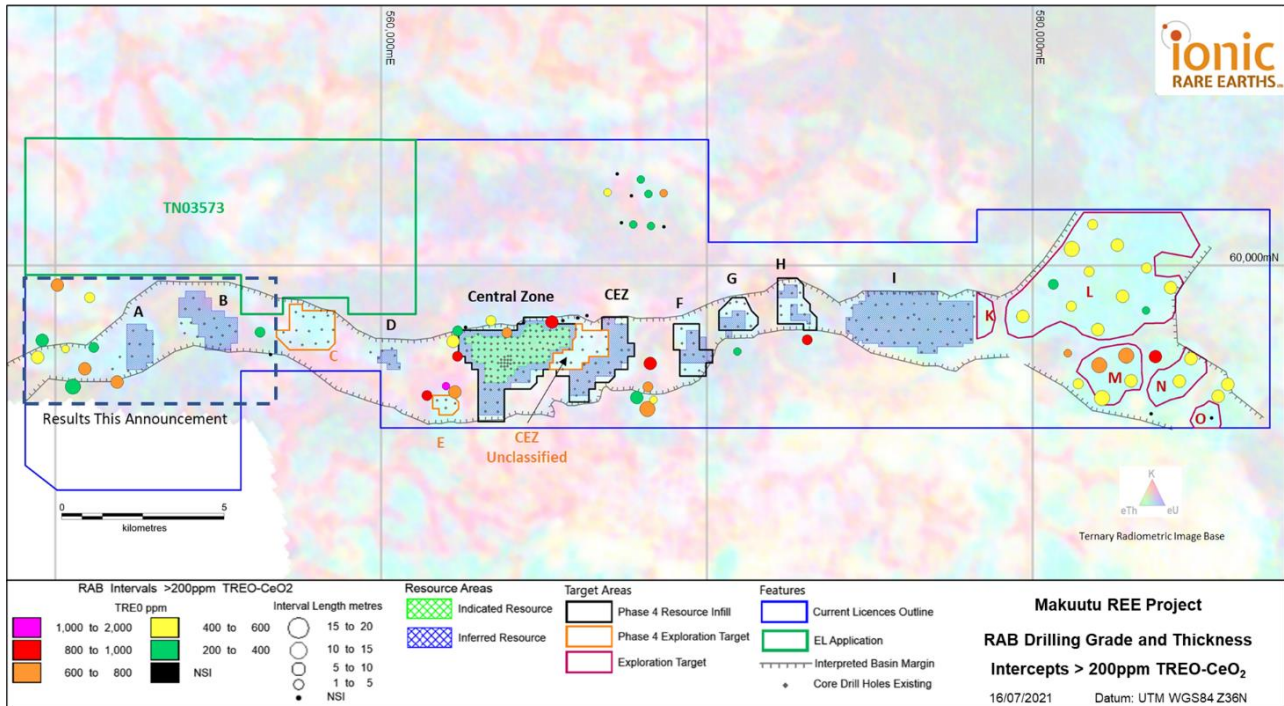 560,000mE
580,000mE
ionic
RARE EARTHS
TN03573
60,000mN
A
B
C
D
E
Central Zone
CEZ
F
G
H
I
K
L
M
N
O
CEZ
Unclassified
Results This Announcement
0 5
kilometres
K
eTh eU
Ternary Radiometric Image Base
RAB Intervals >200ppm TREO-CeO2
TREO ppm
1,000 to 2,000
800 to 1,000
600 to 800
400 to 600
200 to 400
NSI
Interval Length metres
15 to 20
10 to 15
5 to 10
1 to 5
NSI
Resource Areas
Indicated Resource
Inferred Resource
Target Areas
Phase 4 Resource Infill
Phase 4 Exploration Target
Exploration Target
Features
Current Licences Outline
EL Application
Interpreted Basin Margin
Core Drill Holes Existing
Makuutu REE Project
RAB Drilling Grade and Thickness
Intercepts > 200ppm TREO-CeO₂
16/07/2021 Datum: UTM WGS84 Z36N